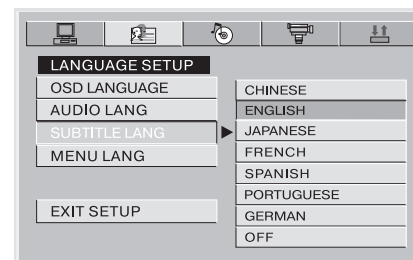 LANGUAGE SETUP
OSD LANGUAGE
AUDIO LANG
SUBTITLE LANG
MENU LANG
EXIT SETUP
CHINESE
ENGLISH
JAPANESE
FRENCH
SPANISH
PORTUGUESE
GERMAN
OFF